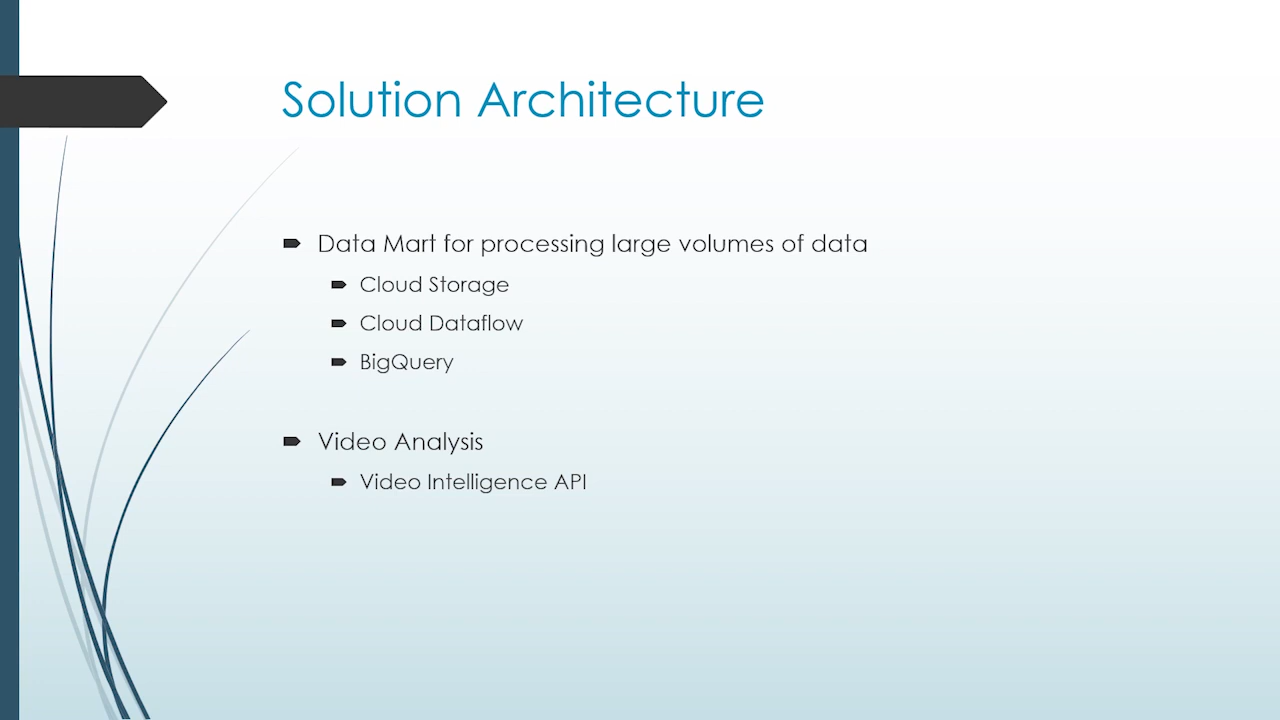 Solution Architecture
Data Mart for processing large volumes of data
Cloud Storage
Cloud Dataflow
BigQuery
Video Analysis
Video Intelligence API